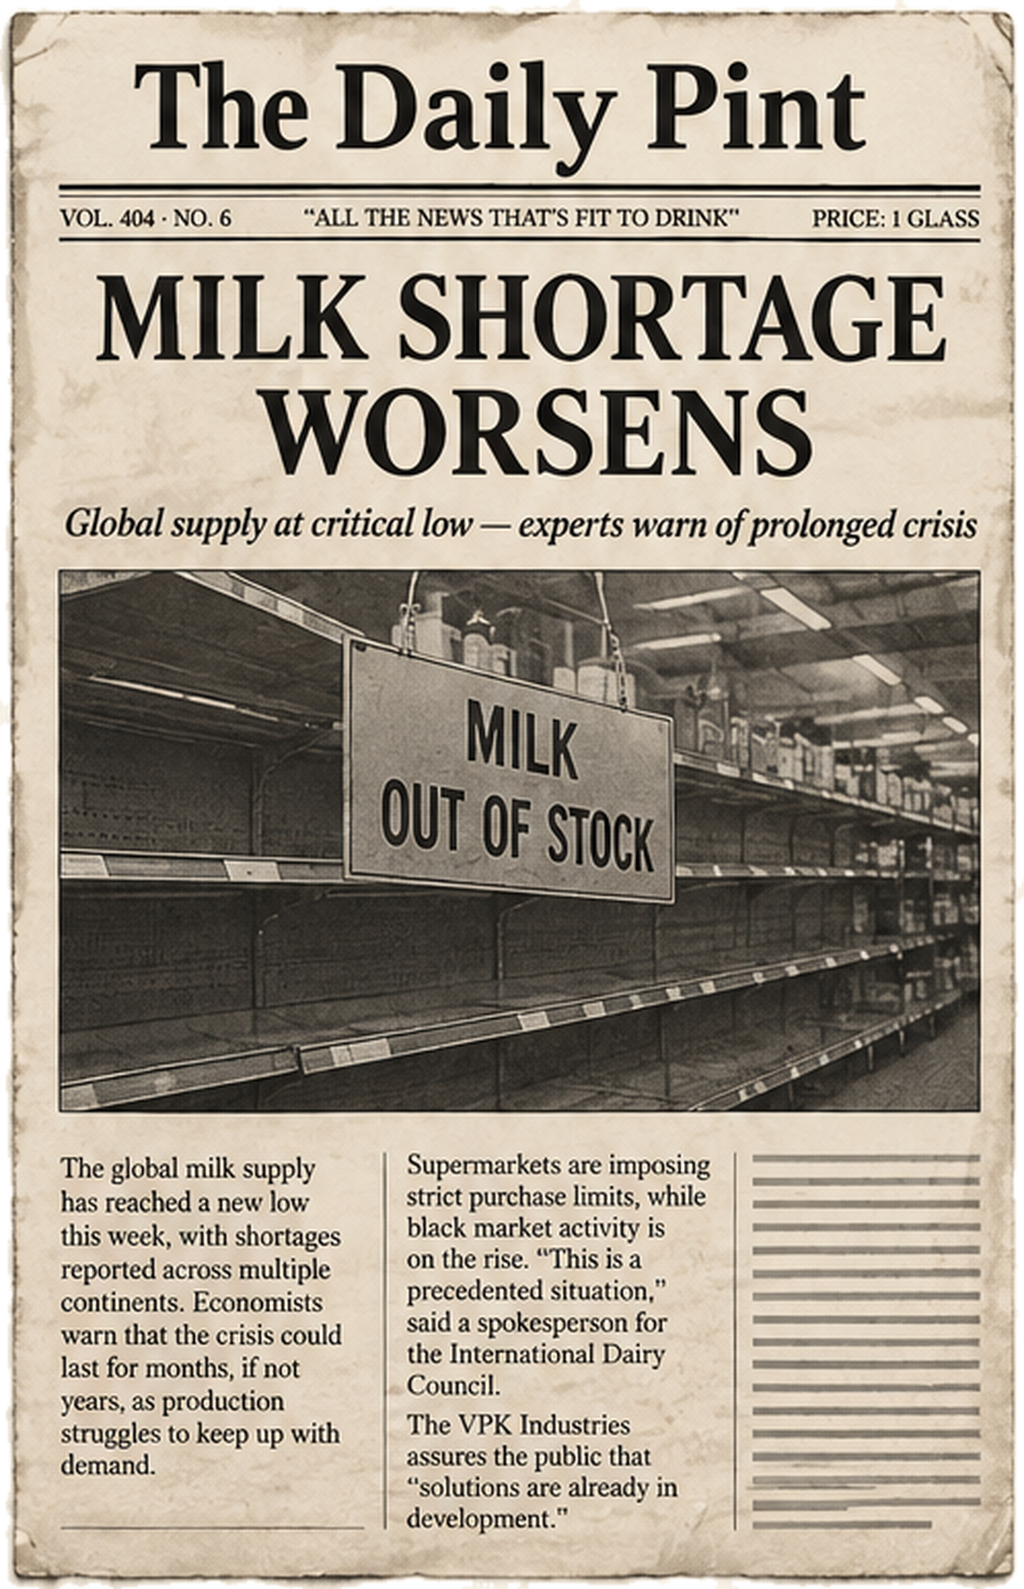 The Daily Pint
VOL. 404 · NO. 6 “ALL THE NEWS THAT’S FIT TO DRINK” PRICE: 1 GLASS
MILK SHORTAGE
WORSENS
Global supply at critical low — experts warn of prolonged crisis
MILK
OUT OF STOCK
The global milk supply
has reached a new low
this week, with shortages
reported across multiple
continents. Economists
warn that the crisis could
last for months, if not
years, as production
struggles to keep up with
demand.
Supermarkets are imposing
strict purchase limits, while
black market activity is
on the rise. “This is a
precedented situation,”
said a spokesperson for
the International Dairy
Council.
The VPK Industries
assures the public that
“solutions are already in
development.”